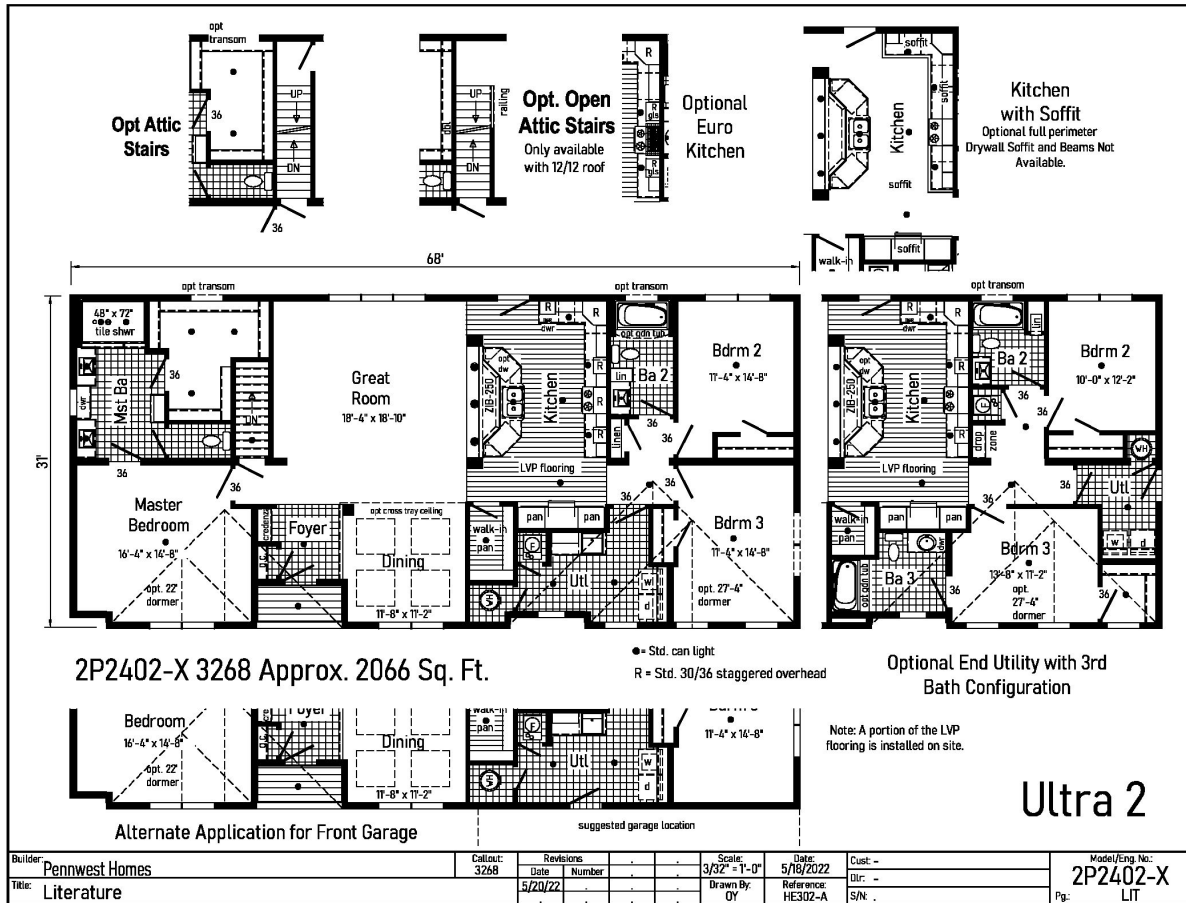 opt
transom
UP
36
DN
Opt Attic
Stairs
36
UP
railing
DN
Opt. Open
Attic Stairs
Only available
with 12/12 roof
R
R
gls
R
gls
Optional
Euro
Kitchen
soffit
soffit
Kitchen
soffit
soffit
walk-in
Kitchen
with Soffit
Optional full perimeter
Drywall Soffit and Beams Not
Available.
68'
31'
opt transom
opt transom
opt transom
48" x 72"
tile shwr
36
Mst Ba
dwr
DN
36
36
Great
Room
18'-4" x 18'-10"
dwr
R
R
opt
dw
ZIB-250
Kitchen
R
R
LVP flooring
opt gdn tub
Ba 2
lin
linen
36
36
36
36
Bdrm 2
11'-4" x 14'-8"
Master
Bedroom
16'-4" x 14'-8"
opt. 22'
dormer
credenza
O.C.
Foyer
opt cross tray ceiling
Dining
11'-8" x 11'-2"
walk-in
pan
pan
pan
F
WH
Utl
w
d
Bdrm 3
11'-4" x 14'-8"
opt. 27'-4"
dormer
dwr
R
R
opt
dw
ZIB-250
Kitchen
R
R
LVP flooring
lin
Ba 2
F
drop
zone
36
36
36
36
Bdrm 2
10'-0" x 12'-2"
WH
Utl
w
d
walk-in
pan
pan
pan
dwr
opt gdn tub
Ba 3
36
Bdrm 3
13'-8" x 11'-2"
opt.
27'-4"
dormer
36
2P2402-X 3268 Approx. 2066 Sq. Ft.
●= Std. can light
R = Std. 30/36 staggered overhead
Optional End Utility with 3rd
Bath Configuration
Bedroom
16'-4" x 14'-8"
opt. 22'
dormer
O.C.
Foyer
Dining
11'-8" x 11'-2"
walk-in
pan
F
WH
Utl
w
d
Bdrm 3
11'-4" x 14'-8"
Note: A portion of the LVP
flooring is installed on site.
Ultra 2
Alternate Application for Front Garage
suggested garage location
Builder: Pennwest Homes
Title: Literature
Callout:
3268
Revisions
Date Number
5/20/22
Scale:
3/32" = 1'-0"
Drawn By:
OY
Date:
5/18/2022
Reference:
HE302-A
Cust: -
Dlr: -
S/N: .
Model/Eng. No.:
2P2402-X
Pg.: LIT